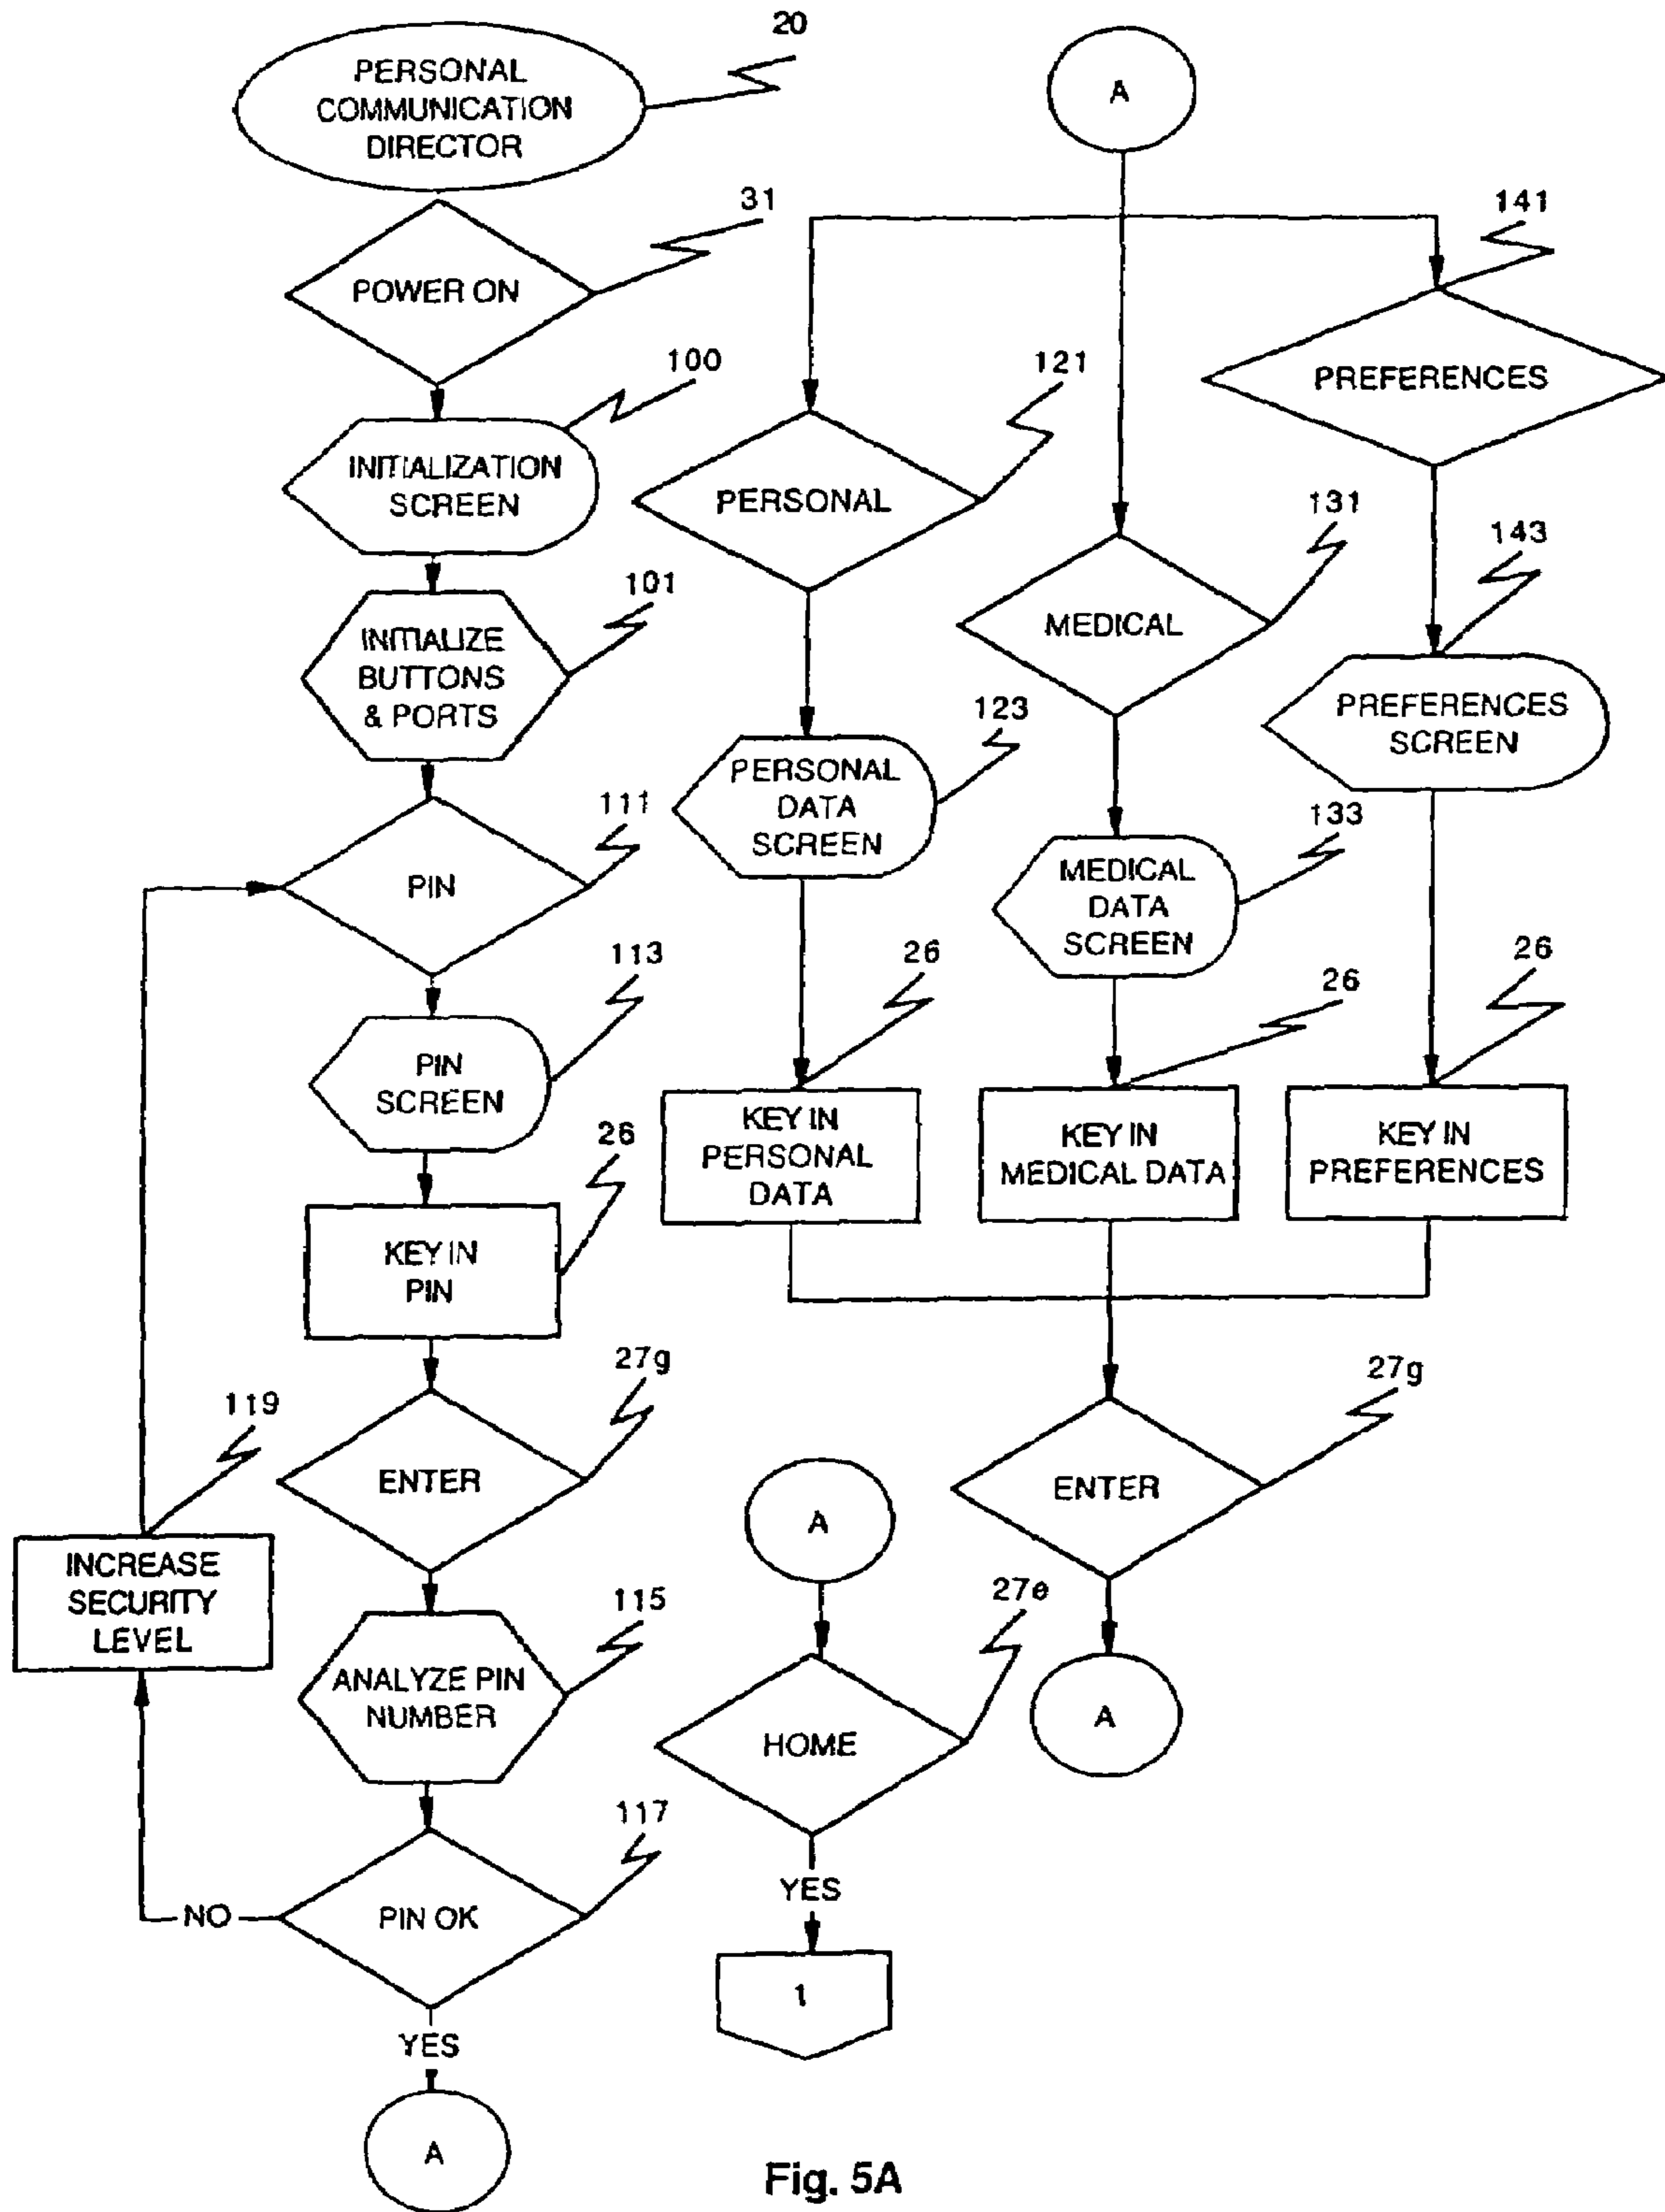 20
PERSONAL
COMMUNICATION
DIRECTOR
31
POWER ON
100
INITIALIZATION
SCREEN
101
INITIALIZE
BUTTONS
& PORTS
111
PIN
113
PIN
SCREEN
26
KEY IN
PIN
27g
ENTER
119
INCREASE
SECURITY
LEVEL
115
ANALYZE PIN
NUMBER
117
PIN OK
NO
YES
A
A
121
PERSONAL
123
PERSONAL
DATA
SCREEN
26
KEY IN
PERSONAL
DATA
131
MEDICAL
133
MEDICAL
DATA
SCREEN
26
KEY IN
MEDICAL DATA
141
PREFERENCES
143
PREFERENCES
SCREEN
26
KEY IN
PREFERENCES
27g
ENTER
A
A
27e
HOME
YES
1
Fig. 5A